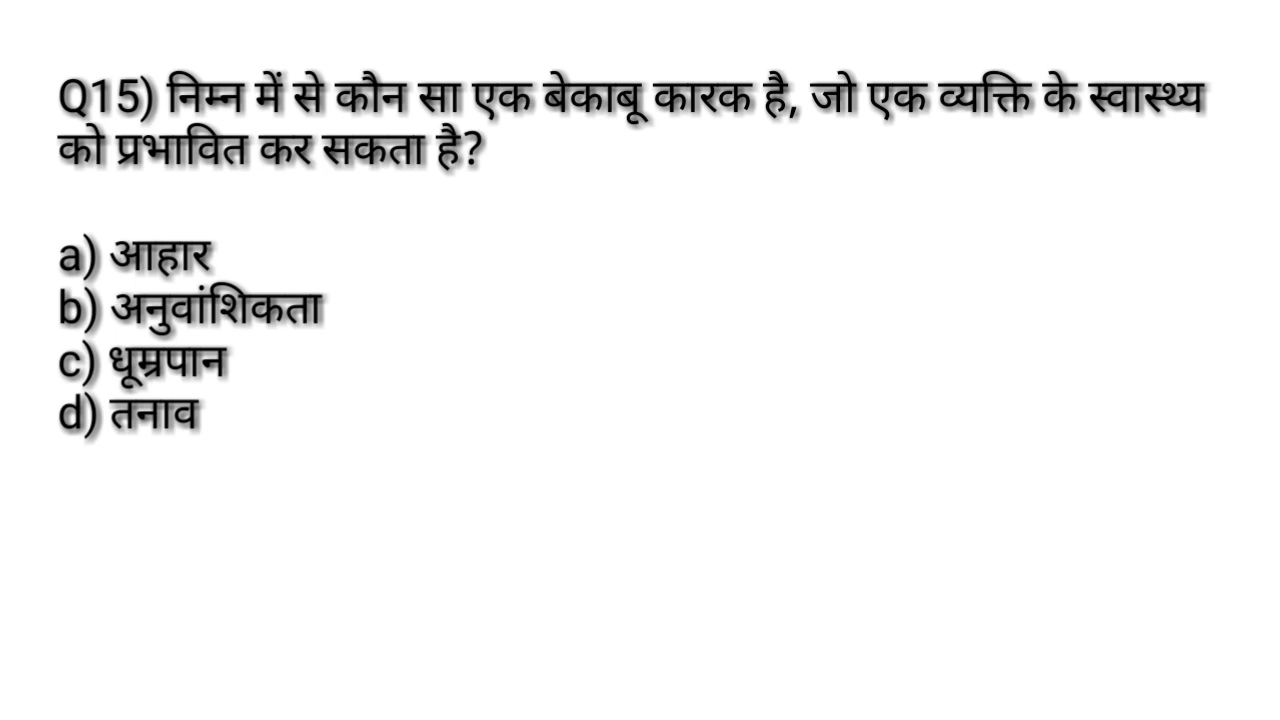 Q15) निम्न में से कौन सा एक बेकाबू कारक है, जो एक व्यक्ति के स्वास्थ्य
को प्रभावित कर सकता है?
a) आहार
b) अनुवांशिकता
c) धूम्रपान
d) तनाव